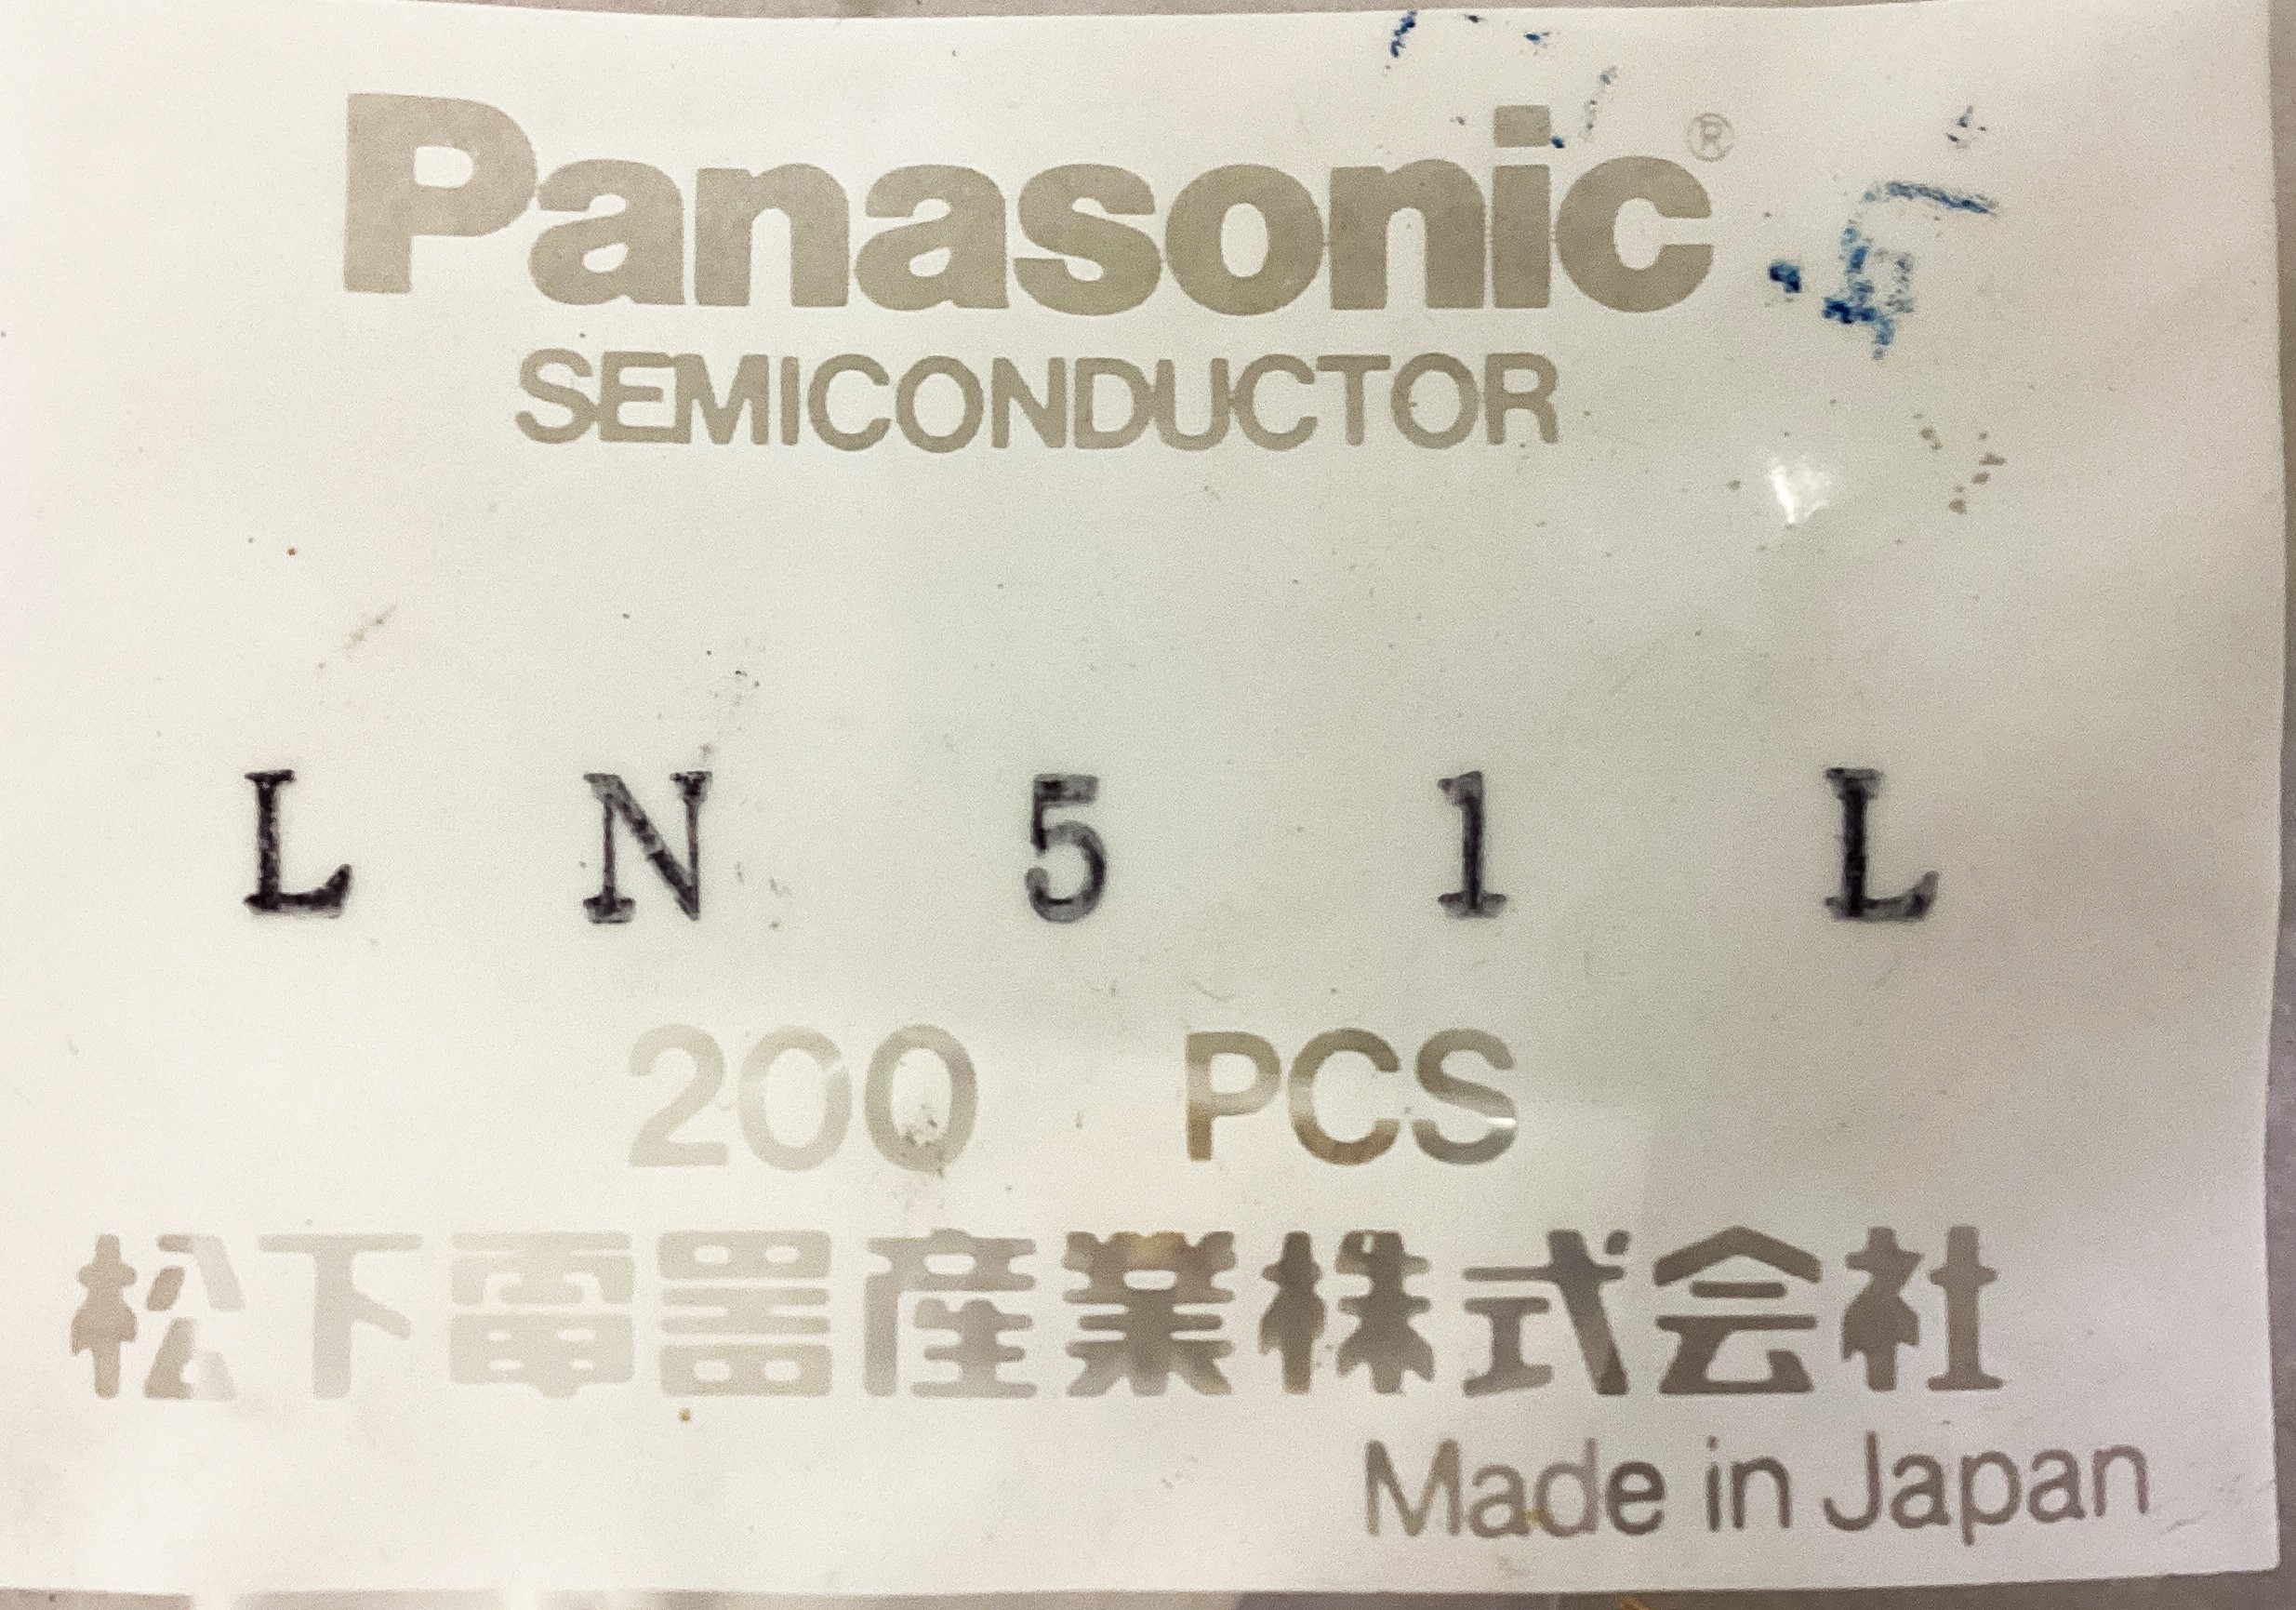 Panasonic®
SEMICONDUCTOR
L N 5 1 L
200 PCS
松下電器産業株式会社
Made in Japan